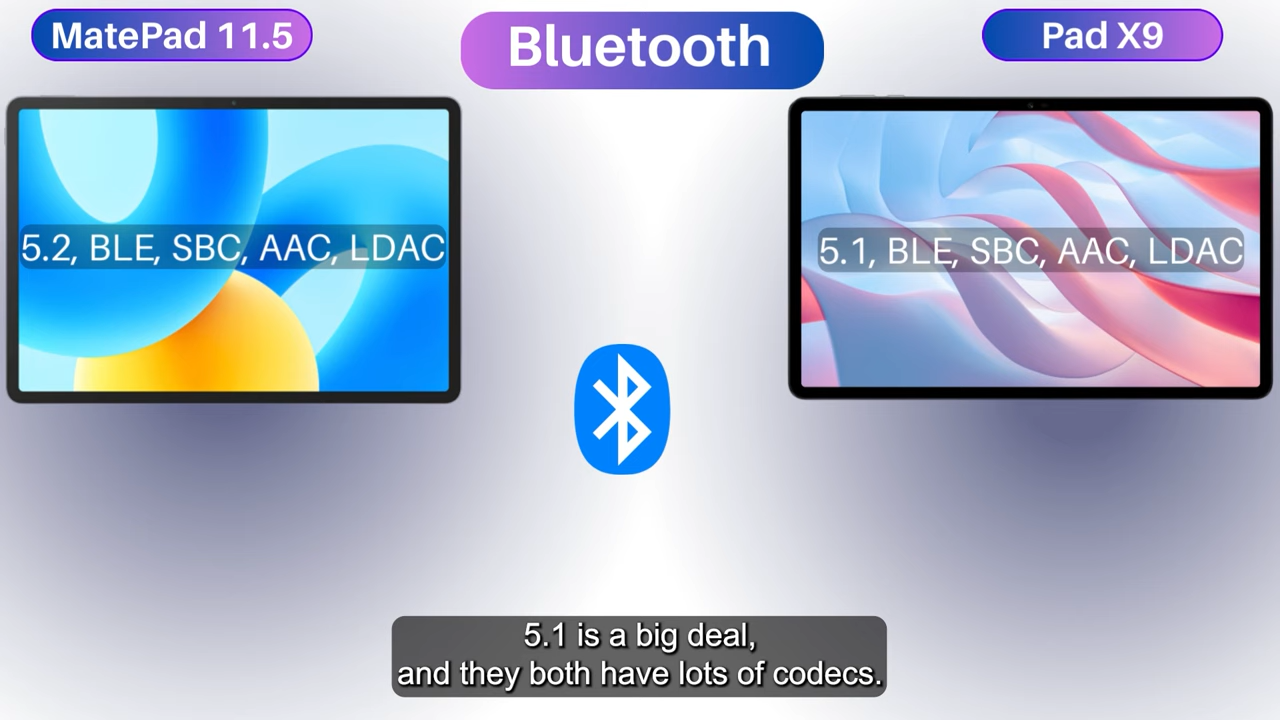 MatePad 11.5
Bluetooth
Pad X9
5.2, BLE, SBC, AAC, LDAC
5.1, BLE, SBC, AAC, LDAC
5.1 is a big deal,
and they both have lots of codecs.